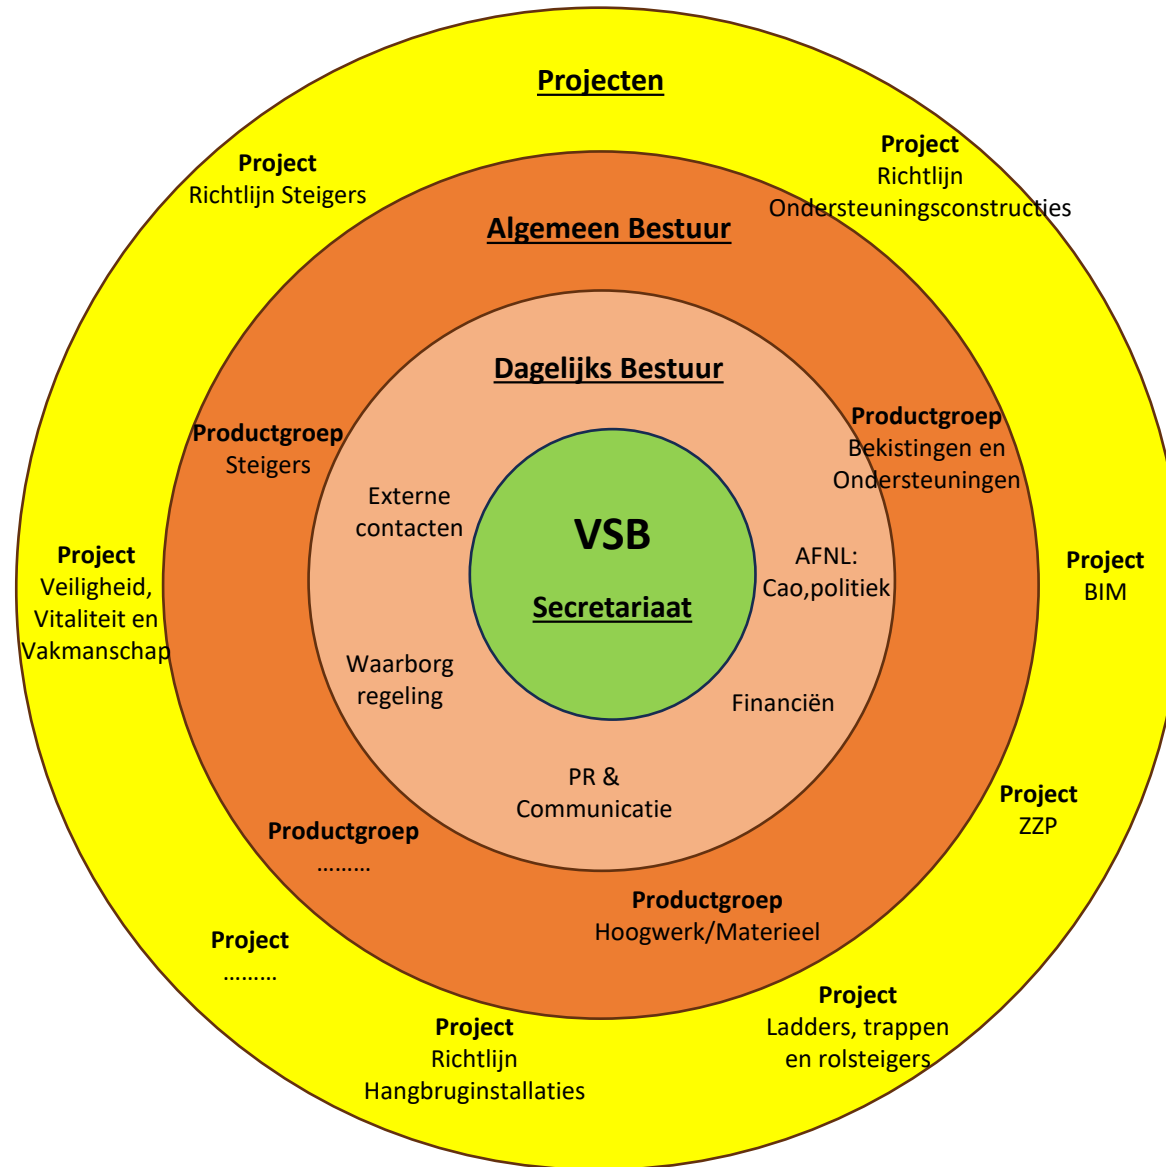 Projecten
Project
Richtlijn Steigers
Project
Richtlijn
Ondersteuningsconstructies
Algemeen Bestuur
Dagelijks Bestuur
Productgroep
Steigers
Productgroep
Bekistingen en
Ondersteuningen
Externe
contacten
VSB
Secretariaat
AFNL:
Cao,politiek
Project
Veiligheid,
Vitaliteit en
Vakmanschap
Project
BIM
Waarborg
regeling
Financiën
PR &
Communicatie
Project
ZZP
Productgroep
.........
Productgroep
Hoogwerk/Materieel
Project
.........
Project
Richtlijn
Hangbruginstallaties
Project
Ladders, trappen
en rolsteigers